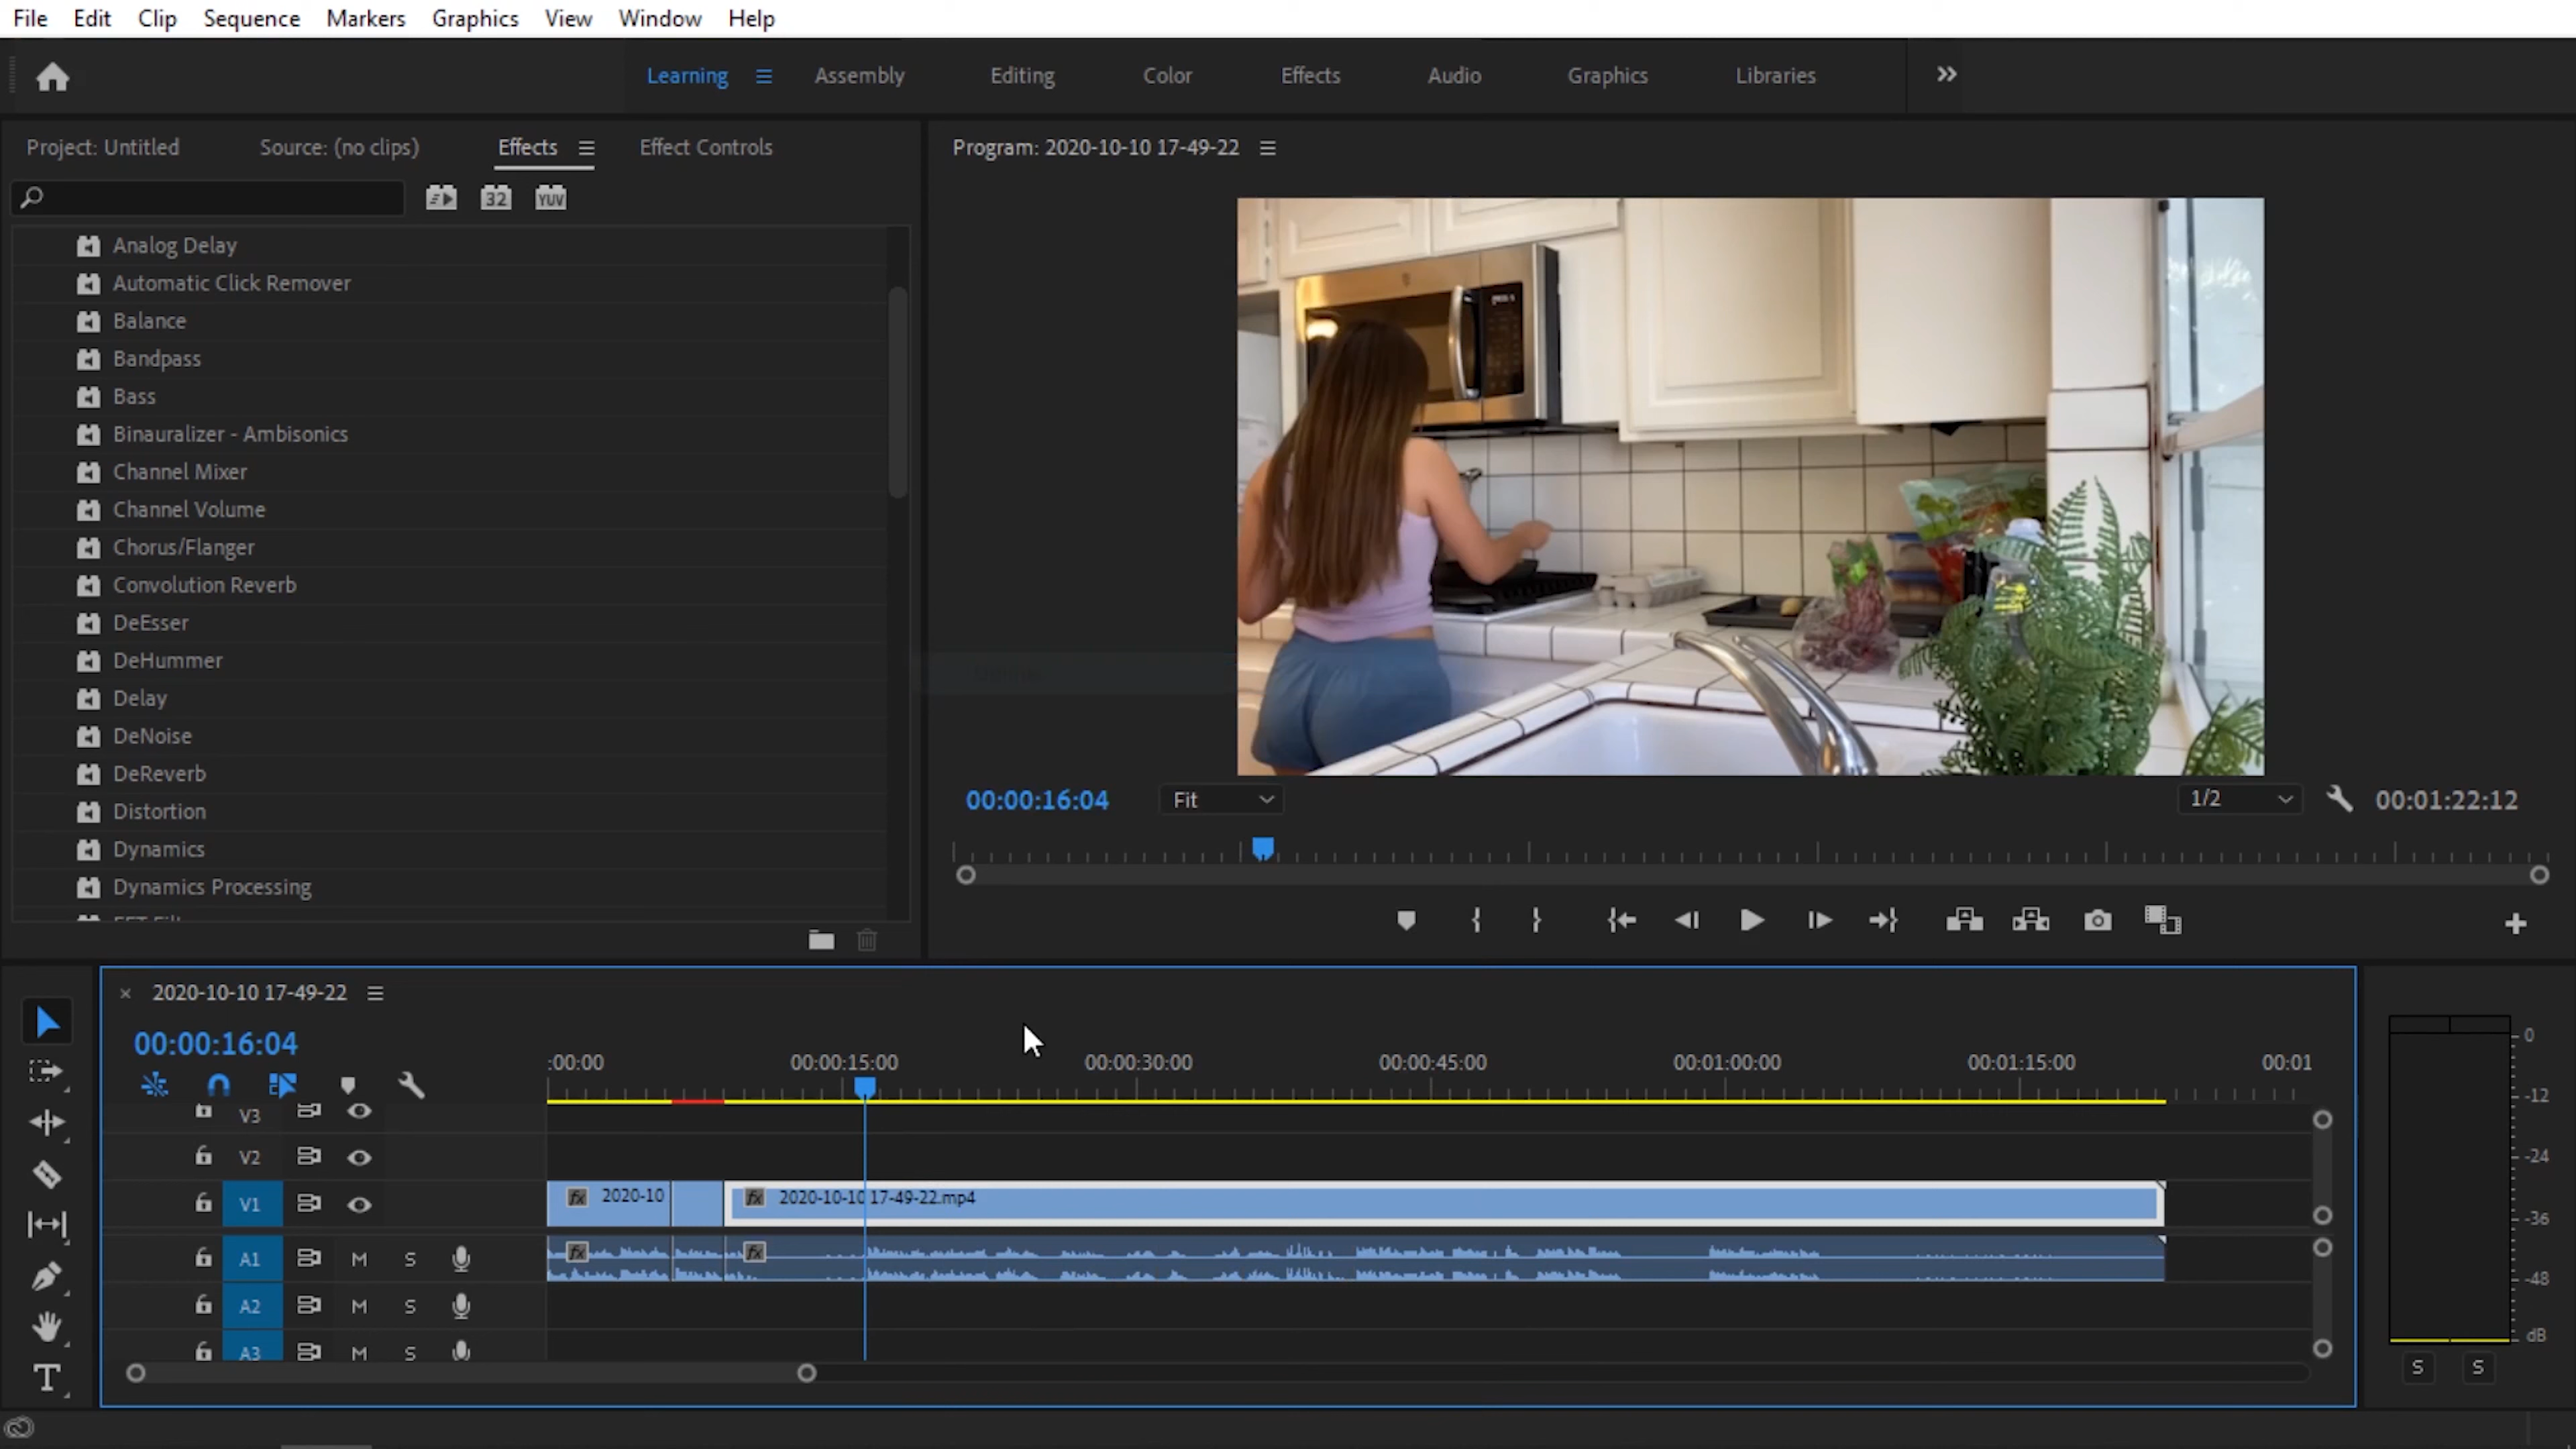 File Edit Clip Sequence Markers Graphics View Window Help
Learning Assembly Editing Color Effects Audio Graphics Libraries
Project: Untitled Source: (no clips) Effects Effect Controls
Program: 2020-10-10 17-49-22
32 YUV
Analog Delay
Automatic Click Remover
Balance
Bandpass
Bass
Binauralizer - Ambisonics
Channel Mixer
Channel Volume
Chorus/Flanger
Convolution Reverb
DeEsser
DeHummer
Delay
DeNoise
DeReverb
Distortion
Dynamics
Dynamics Processing
00:00:16:04 Fit 1/2 00:01:22:12
2020-10-10 17-49-22
00:00:16:04
:00:00 00:00:15:00 00:00:30:00 00:00:45:00 00:01:00:00 00:01:15:00 00:01
V3
V2
V1 fx 2020-10 fx 2020-10-10 17-49-22.mp4
A1 M S fx fx
A2 M S
A3 M S
T
0
-12
-24
-36
-48
dB
S S